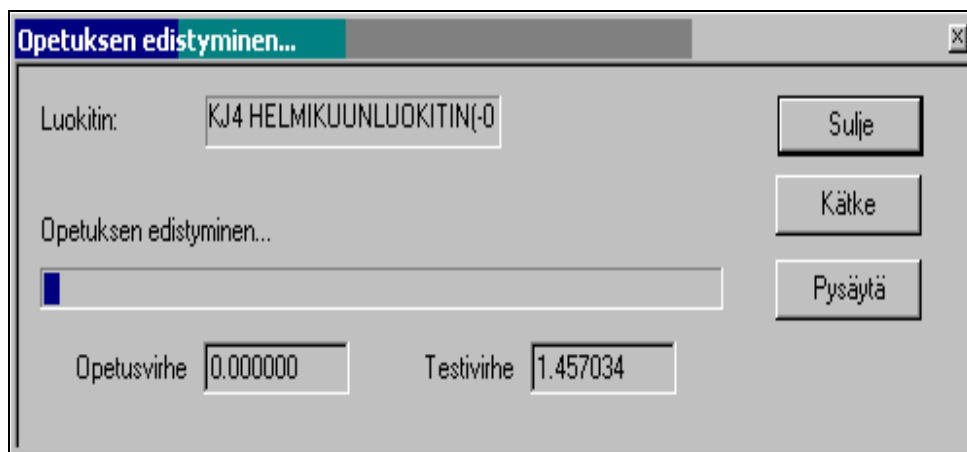 Opetuksen edistyminen...
Luokitin: KJ4 HELMIKUUNLUOKITIN(-0
Sulje
Kätke
Opetuksen edistyminen...
Pysäytä
Opetusvirhe 0.000000 Testivirhe 1.457034